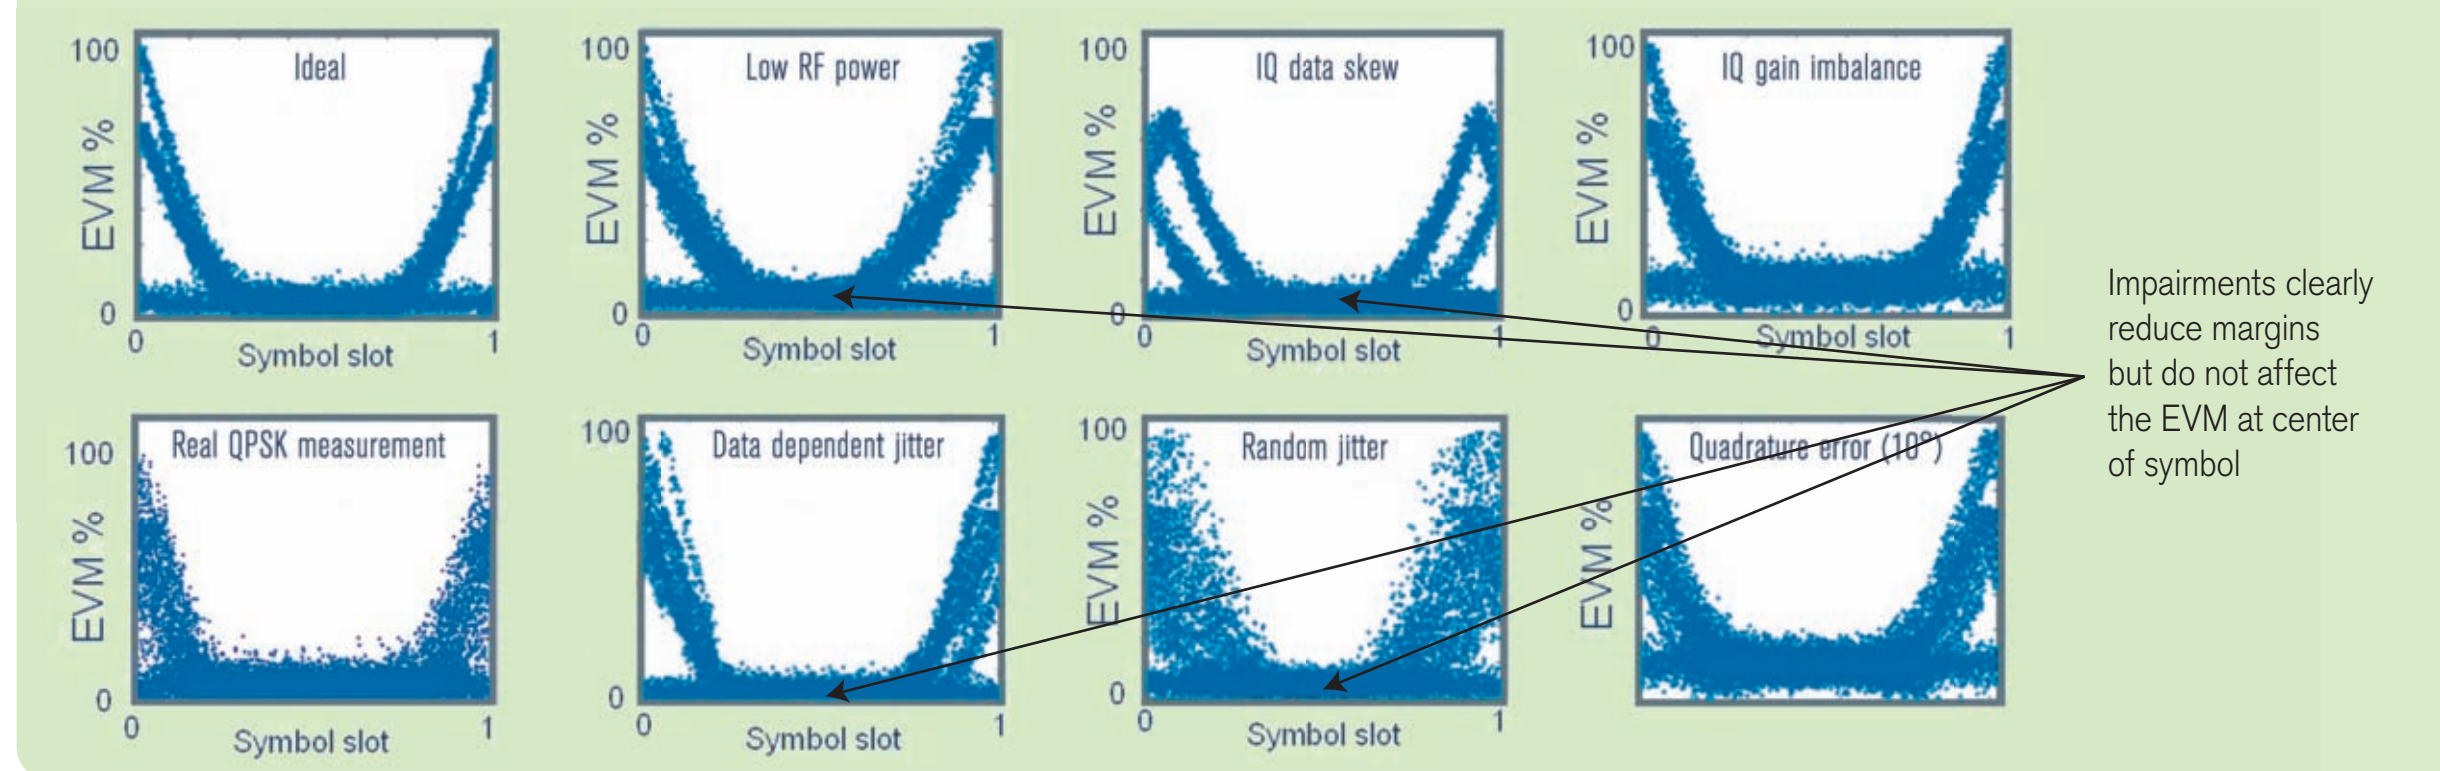 Ideal
100
EVM %
0
0
Symbol slot
1
Low RF power
100
EVM %
0
0
Symbol slot
1
IQ data skew
100
EVM %
0
0
Symbol slot
1
IQ gain imbalance
100
EVM %
0
0
Symbol slot
1
Impairments clearly
reduce margins
but do not affect
the EVM at center
of symbol
Real QPSK measurement
100
EVM %
0
0
Symbol slot
1
Data dependent jitter
100
EVM %
0
0
Symbol slot
1
Random jitter
100
EVM %
0
0
Symbol slot
1
Quadrature error (10°)
EVM %